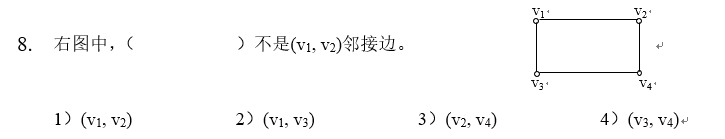 v₁ v₂
8. 右图中，（ ）不是(v₁, v₂)邻接边。
v₃ v₄
1）(v₁, v₂) 2）(v₁, v₃) 3）(v₂, v₄) 4）(v₃, v₄)